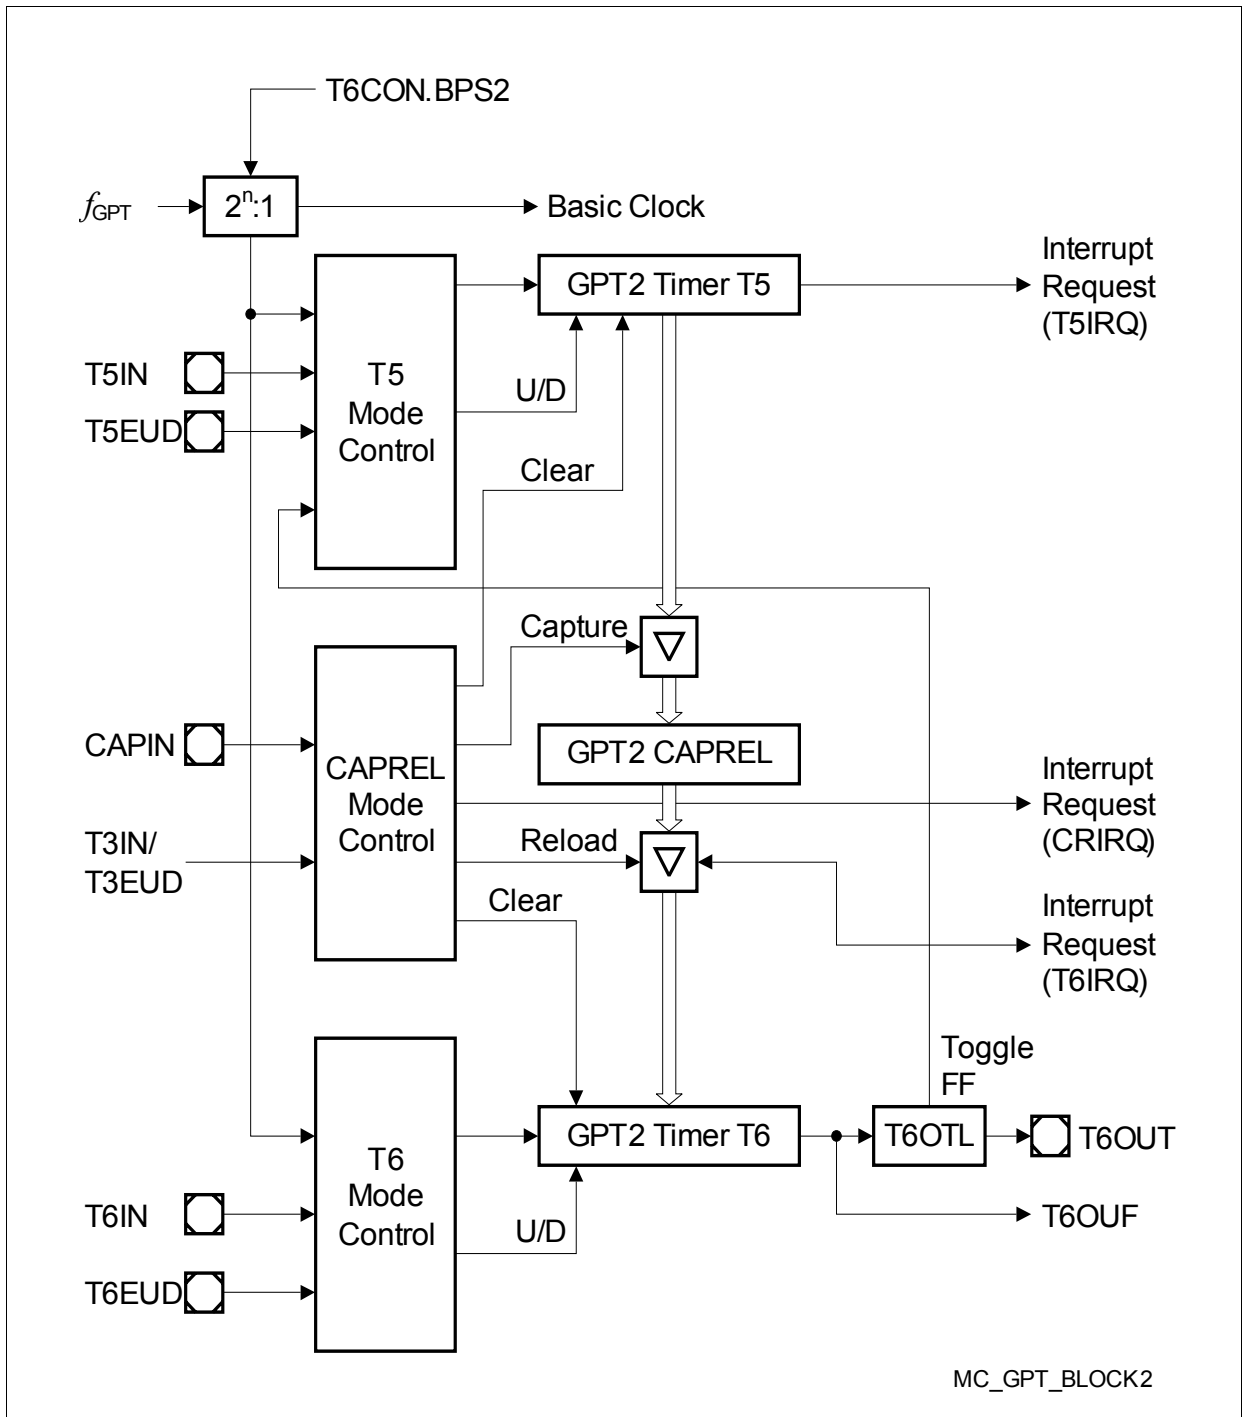 T6CON.BPS2
fGPT
2n:1
Basic Clock
Interrupt
Request
(T5IRQ)
GPT2 Timer T5
T5IN
T5EUD
T5
Mode
Control
U/D
Clear
Capture
CAPIN
T3IN/
T3EUD
CAPREL
Mode
Control
GPT2 CAPREL
Interrupt
Request
(CRIRQ)
Reload
Clear
Interrupt
Request
(T6IRQ)
Toggle
FF
GPT2 Timer T6
T6OTL
T6OUT
T6
Mode
Control
T6IN
T6EUD
U/D
T6OUF
MC_GPT_BLOCK2